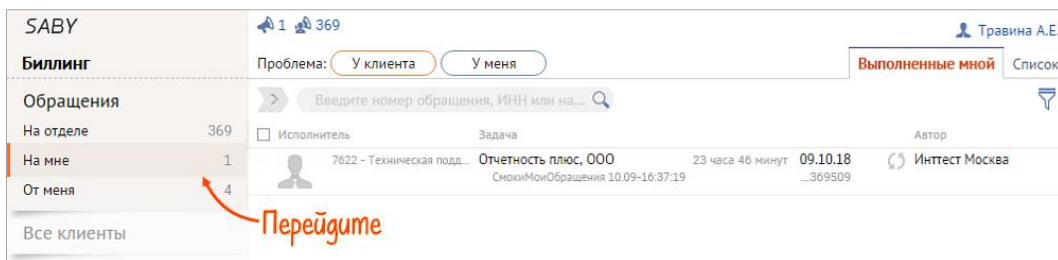 SABY
1 369
Травина А.Е.
Биллинг
Проблема: У клиента У меня
Выполненные мной Список
Обращения
Введите номер обращения, ИНН или на...
На отделе 369
Исполнитель Задача Автор
На мне 1
7622 - Техническая подд... Отчетность плюс, ООО 23 часа 46 минут 09.10.18 Инттест Москва
СмокиМоиОбращения 10.09-16:37:19 ...369509
От меня 4
Перейдите
Все клиенты